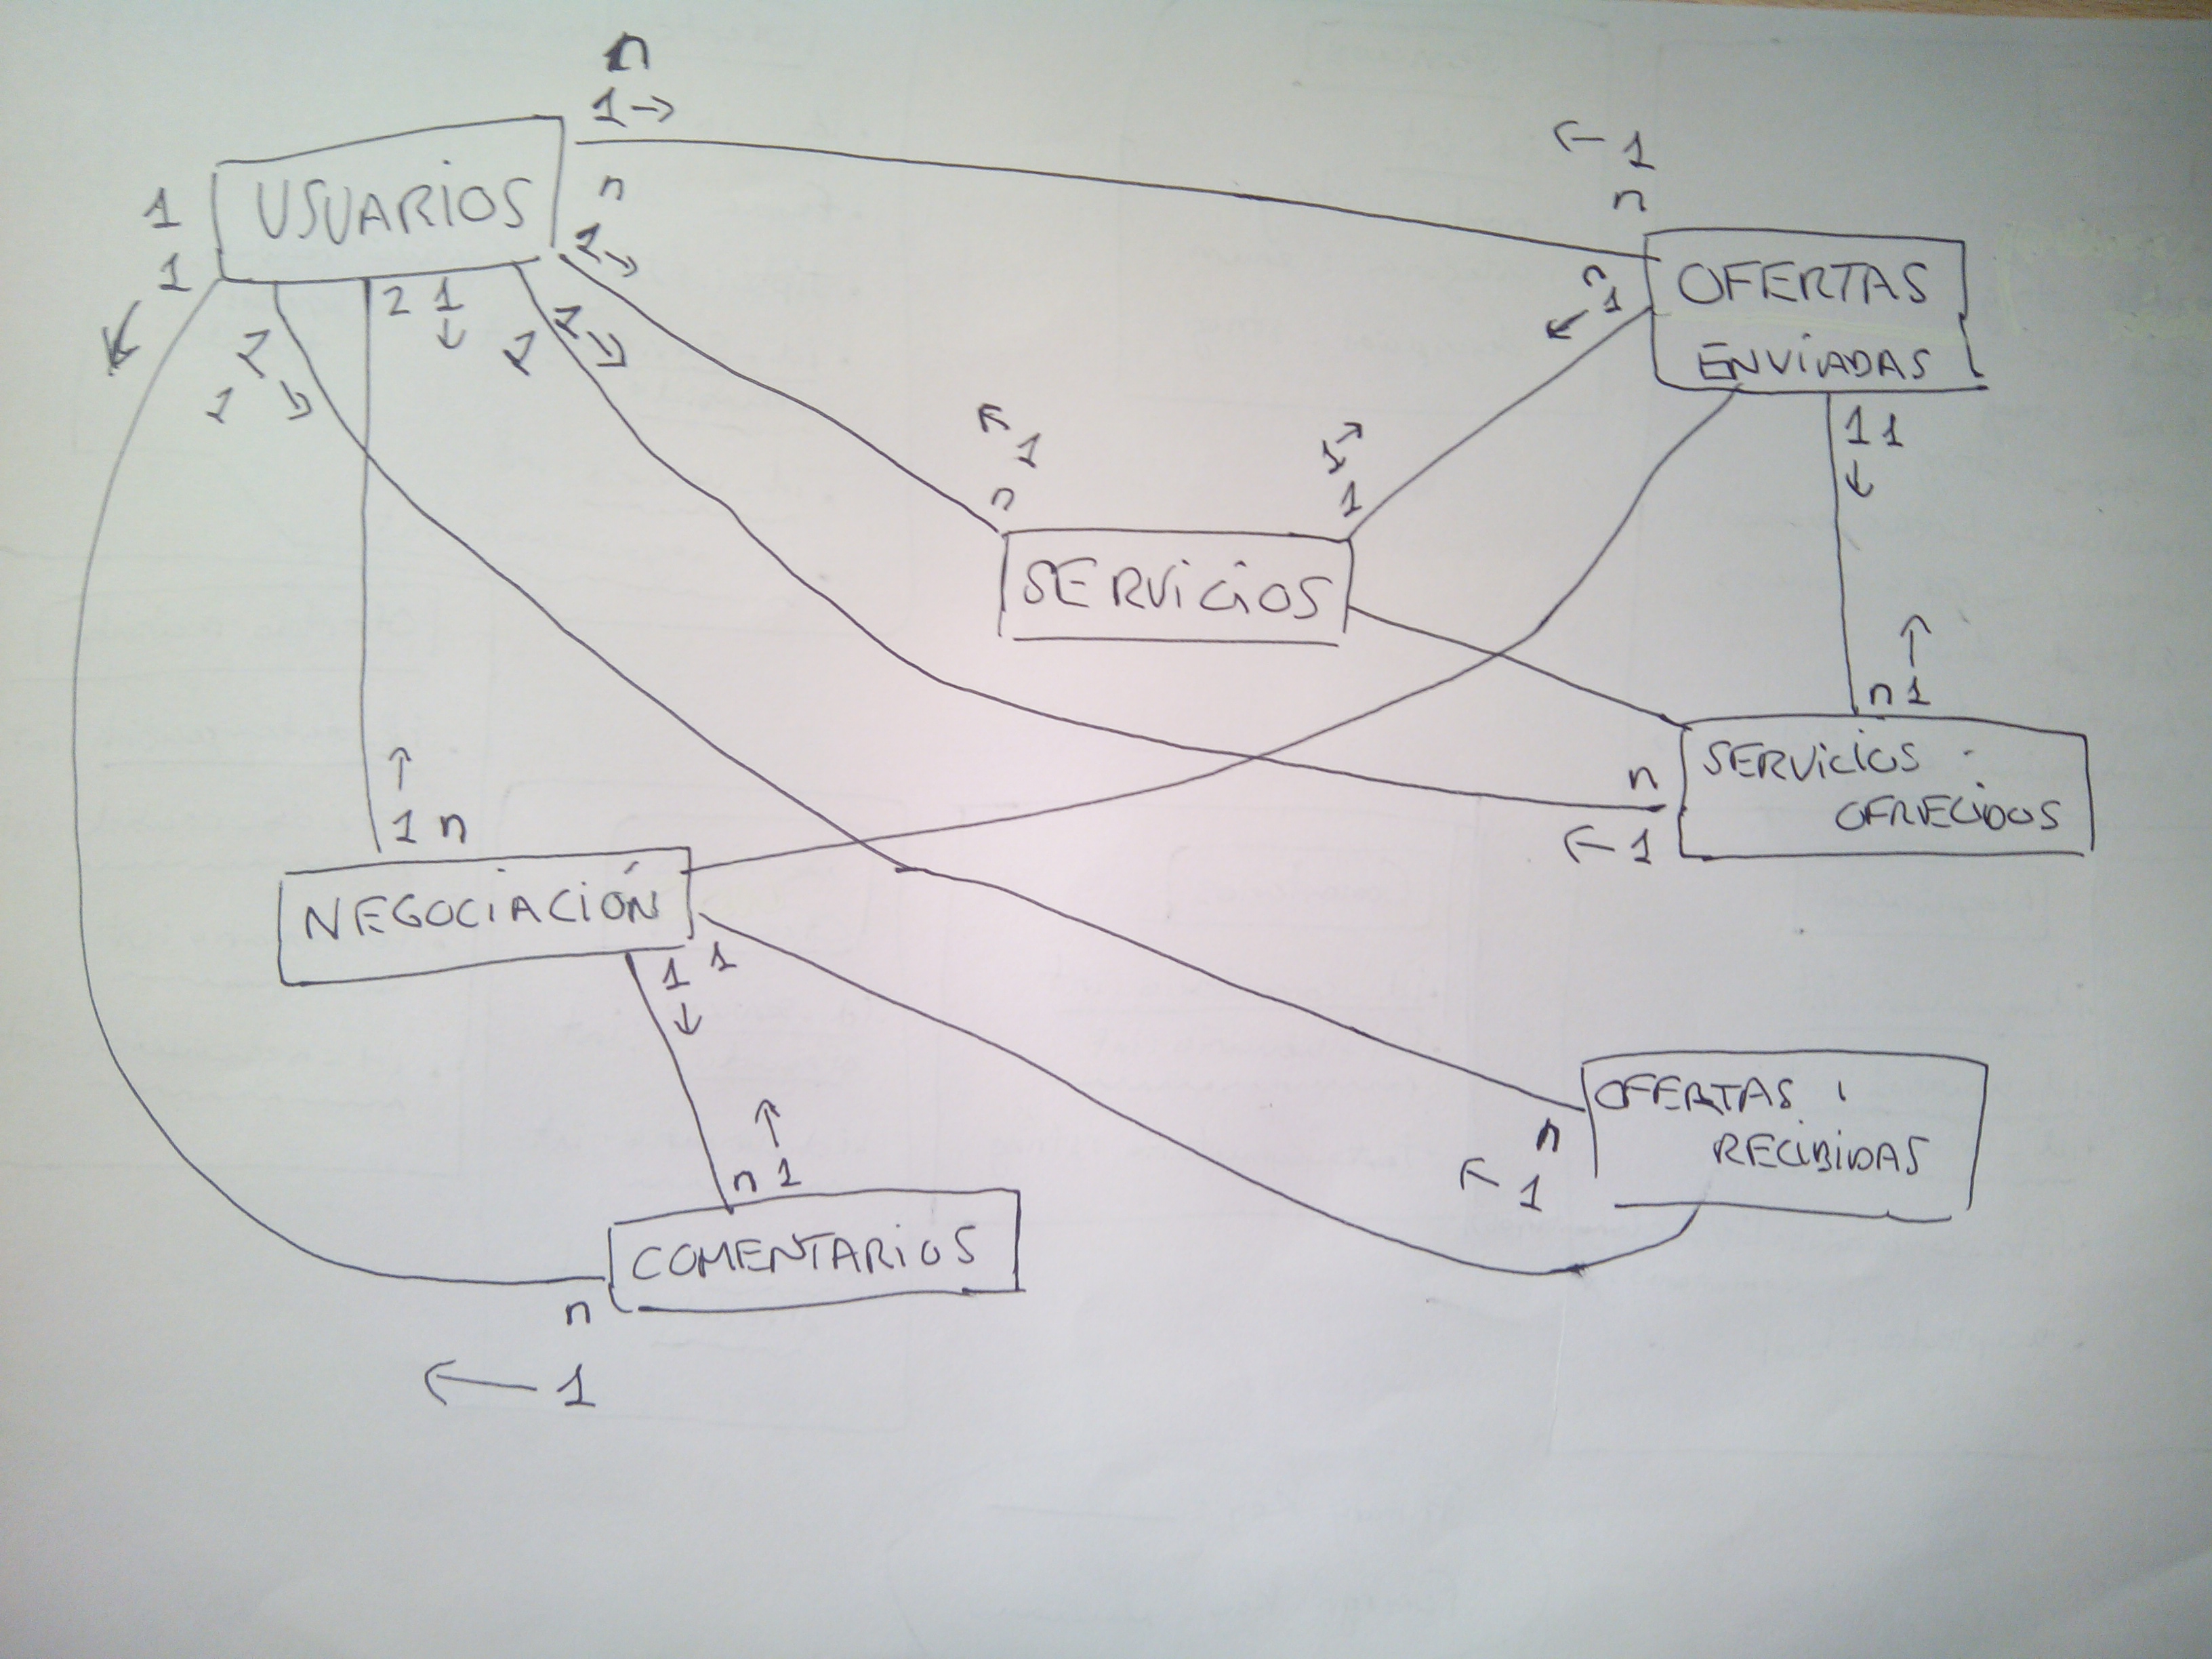 n
1 →
← 1
n
USUARIOS
1
1
n
1 →
OFERTAS
ENVIADAS
n
1
2 1
1
1
1
1
1 1
1
n
1
1
SERVICIOS
n 1
SERVICIOS
OFRECIDOS
n
← 1
1 n
NEGOCIACIÓN
1 1
OFERTAS
RECIBIDAS
n
1
n 1
COMENTARIOS
n
← 1